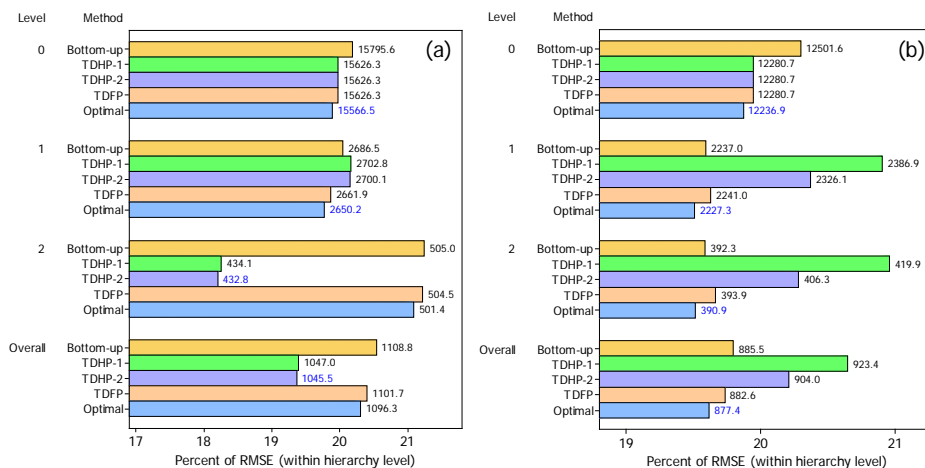 Level Method
(a)
0 Bottom-up 15795.6
TDHP-1 15626.3
TDHP-2 15626.3
TDFP 15626.3
Optimal 15566.5
1 Bottom-up 2686.5
TDHP-1 2702.8
TDHP-2 2700.1
TDFP 2661.9
Optimal 2650.2
2 Bottom-up 505.0
TDHP-1 434.1
TDHP-2 432.8
TDFP 504.5
Optimal 501.4
Overall Bottom-up 1108.8
TDHP-1 1047.0
TDHP-2 1045.5
TDFP 1101.7
Optimal 1096.3
17 18 19 20 21
Percent of RMSE (within hierarchy level)
Level Method
(b)
0 Bottom-up 12501.6
TDHP-1 12280.7
TDHP-2 12280.7
TDFP 12280.7
Optimal 12236.9
1 Bottom-up 2237.0
TDHP-1 2386.9
TDHP-2 2326.1
TDFP 2241.0
Optimal 2227.3
2 Bottom-up 392.3
TDHP-1 419.9
TDHP-2 406.3
TDFP 393.9
Optimal 390.9
Overall Bottom-up 885.5
TDHP-1 923.4
TDHP-2 904.0
TDFP 882.6
Optimal 877.4
19 20 21
Percent of RMSE (within hierarchy level)